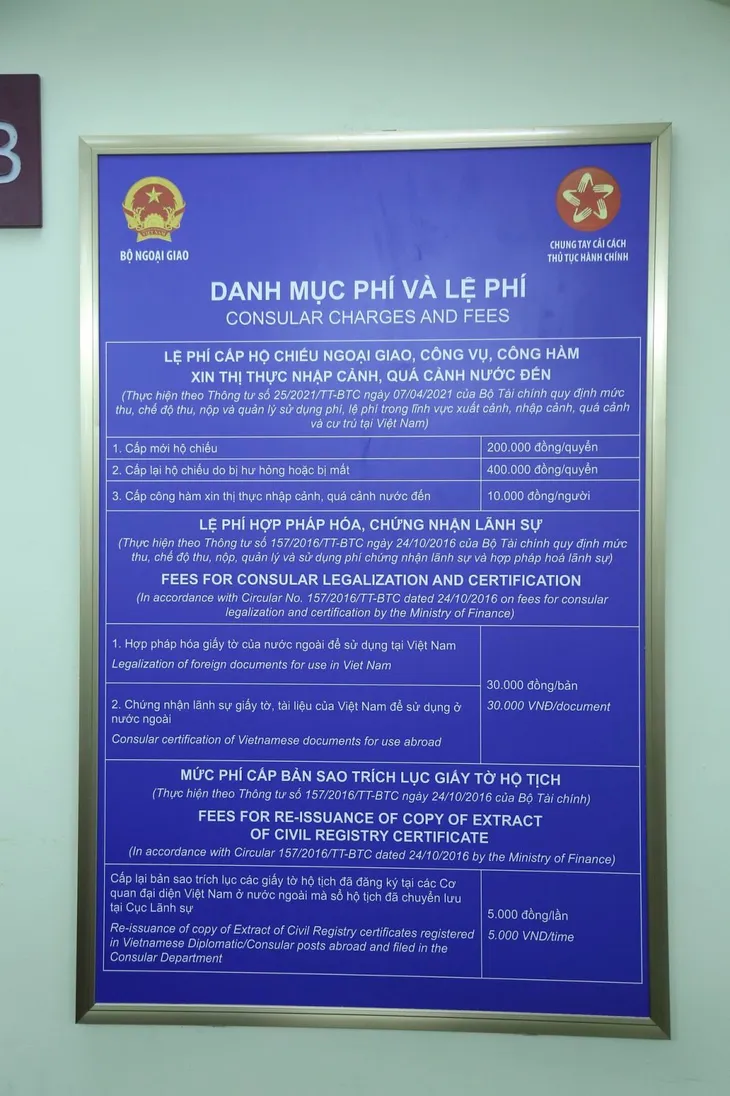 3
BỘ NGOẠI GIAO
CHUNG TAY CẢI CÁCH
THỦ TỤC HÀNH CHÍNH
DANH MỤC PHÍ VÀ LỆ PHÍ
CONSULAR CHARGES AND FEES
LỆ PHÍ CẤP HỘ CHIẾU NGOẠI GIAO, CÔNG VỤ, CÔNG HÀM
XIN THỊ THỰC NHẬP CẢNH, QUÁ CẢNH NƯỚC ĐẾN
(Thực hiện theo Thông tư số 25/2021/TT-BTC ngày 07/04/2021 của Bộ Tài chính quy định mức
thu, chế độ thu, nộp và quản lý sử dụng phí, lệ phí trong lĩnh vực xuất cảnh, nhập cảnh, quá cảnh
và cư trú tại Việt Nam)
1. Cấp mới hộ chiếu
200.000 đồng/quyển
2. Cấp lại hộ chiếu do bị hư hỏng hoặc bị mất
400.000 đồng/quyển
3. Cấp công hàm xin thị thực nhập cảnh, quá cảnh nước đến
10.000 đồng/người
LỆ PHÍ HỢP PHÁP HÓA, CHỨNG NHẬN LÃNH SỰ
(Thực hiện theo Thông tư số 157/2016/TT-BTC ngày 24/10/2016 của Bộ Tài chính quy định mức
thu, chế độ thu, nộp, quản lý và sử dụng phí chứng nhận lãnh sự và hợp pháp hoá lãnh sự)
FEES FOR CONSULAR LEGALIZATION AND CERTIFICATION
(In accordance with Circular No. 157/2016/TT-BTC dated 24/10/2016 on fees for consular
legalization and certification by the Ministry of Finance)
1. Hợp pháp hóa giấy tờ của nước ngoài để sử dụng tại Việt Nam
Legalization of foreign documents for use in Viet Nam
2. Chứng nhận lãnh sự giấy tờ, tài liệu của Việt Nam để sử dụng ở
nước ngoài
Consular certification of Vietnamese documents for use abroad
30.000 đồng/bản
30.000 VNĐ/document
MỨC PHÍ CẤP BẢN SAO TRÍCH LỤC GIẤY TỜ HỘ TỊCH
(Thực hiện theo Thông tư số 157/2016/TT-BTC ngày 24/10/2016 của Bộ Tài chính)
FEES FOR RE-ISSUANCE OF COPY OF EXTRACT
OF CIVIL REGISTRY CERTIFICATE
(In accordance with Circular 157/2016/TT-BTC dated 24/10/2016 by the Ministry of Finance)
Cấp lại bản sao trích lục các giấy tờ hộ tịch đã đăng ký tại các Cơ
quan đại diện Việt Nam ở nước ngoài mà sổ hộ tịch đã chuyển lưu
tại Cục Lãnh sự
Re-issuance of copy of Extract of Civil Registry certificates registered
in Vietnamese Diplomatic/Consular posts abroad and filed in the
Consular Department
5.000 đồng/lần
5.000 VND/time